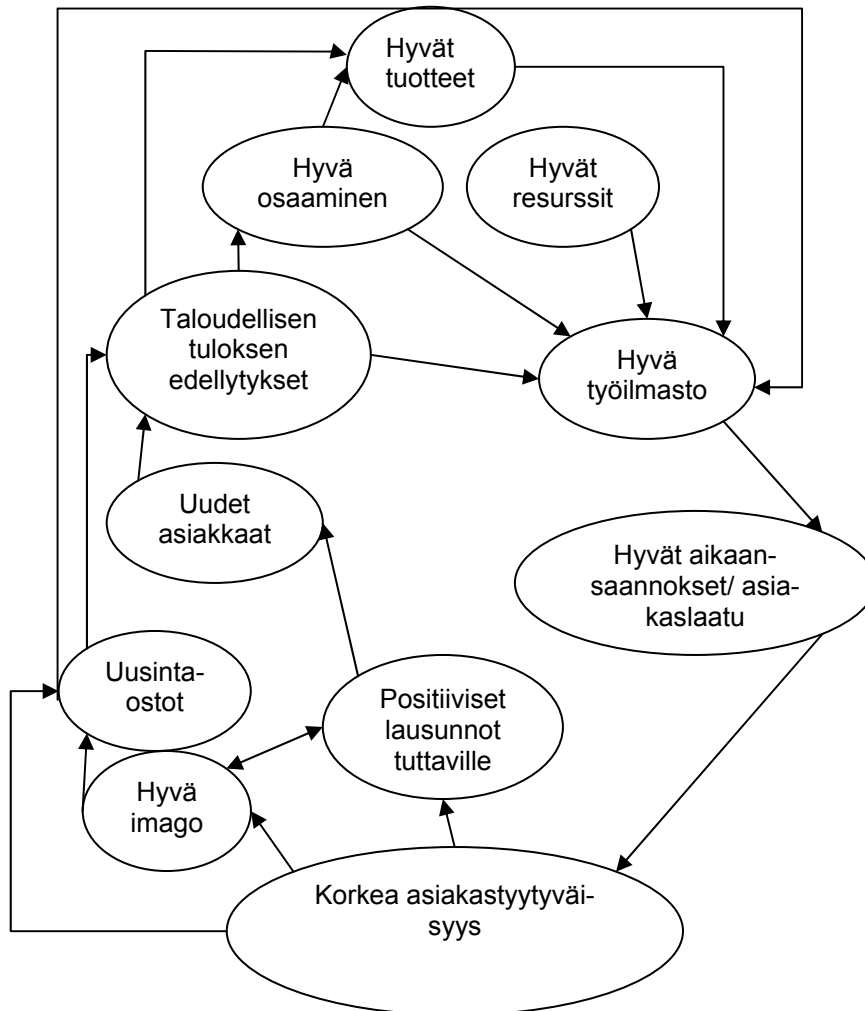 Hyvät
tuotteet
Hyvä
osaaminen
Hyvät
resurssit
Taloudellisen
tuloksen
edellytykset
Hyvä
työilmasto
Uudet
asiakkaat
Hyvät aikaan-
saannokset/ asia-
kaslaatu
Uusinta-
ostot
Positiiviset
lausunnot
tuttaville
Hyvä
imago
Korkea asiakastyytyväi-
syys